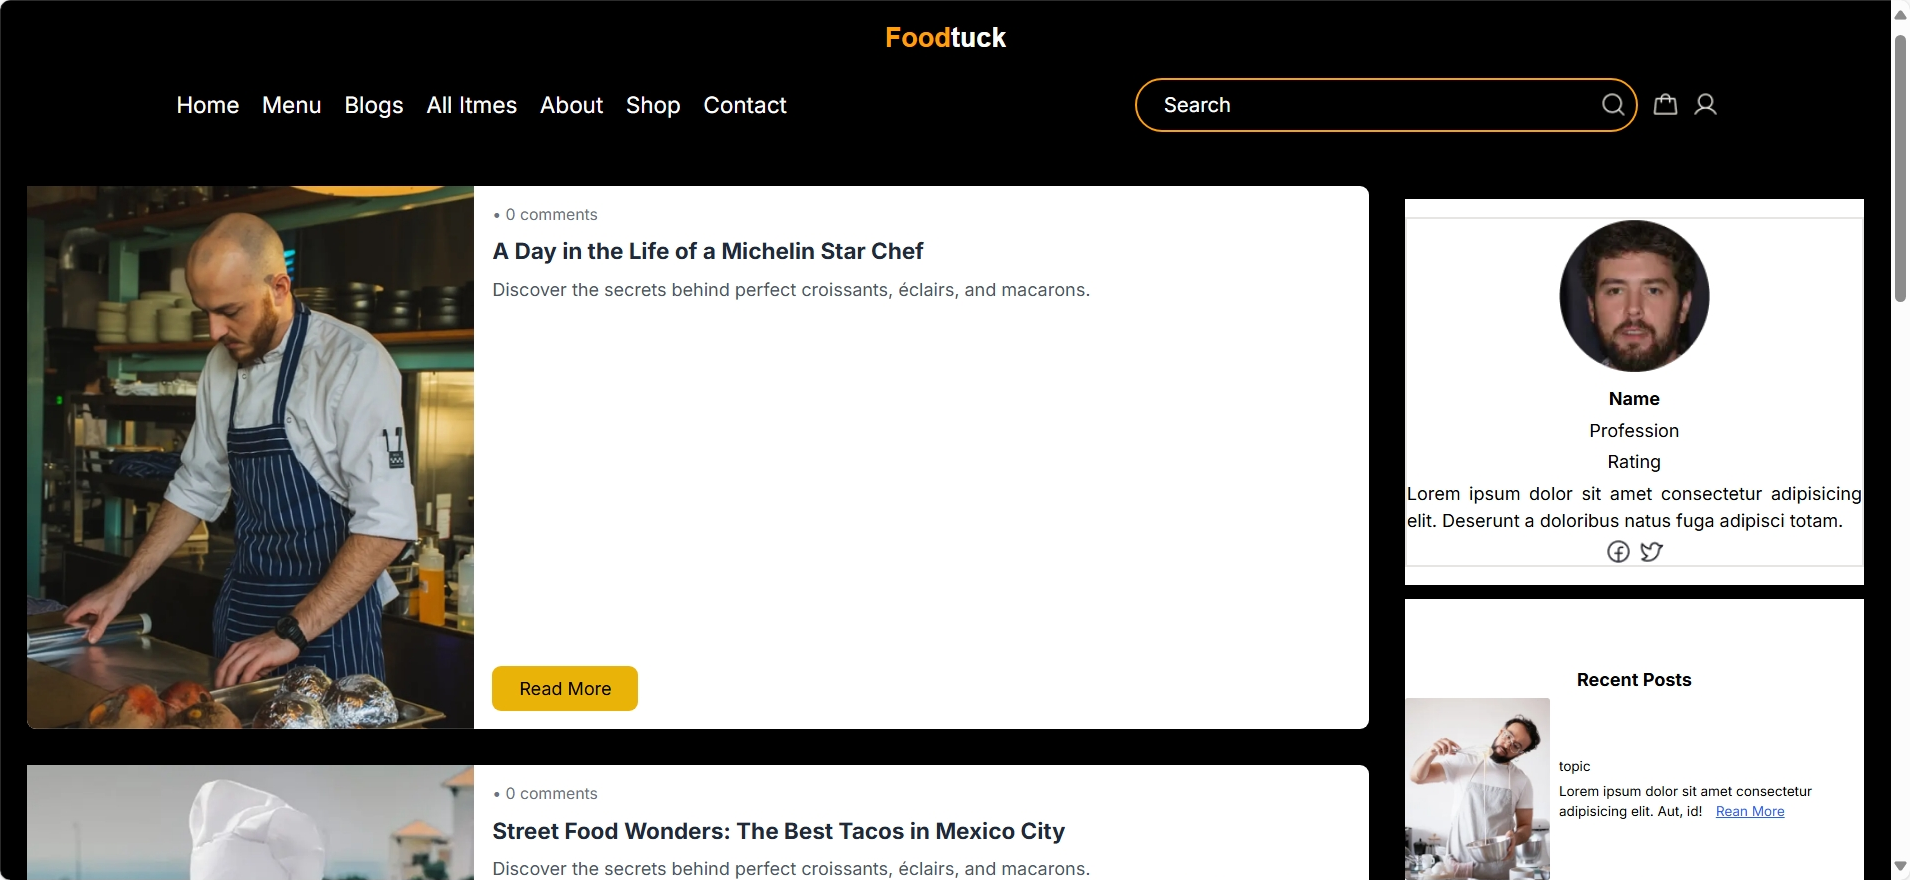 Foodtuck
Home Menu Blogs All Itmes About Shop Contact
Search
• 0 comments
A Day in the Life of a Michelin Star Chef
Discover the secrets behind perfect croissants, éclairs, and macarons.
Read More
• 0 comments
Street Food Wonders: The Best Tacos in Mexico City
Discover the secrets behind perfect croissants, éclairs, and macarons.
Name
Profession
Rating
Lorem ipsum dolor sit amet consectetur adipisicing
elit. Deserunt a doloribus natus fuga adipisci totam.
Recent Posts
topic
Lorem ipsum dolor sit amet consectetur
adipisicing elit. Aut, id! Rean More